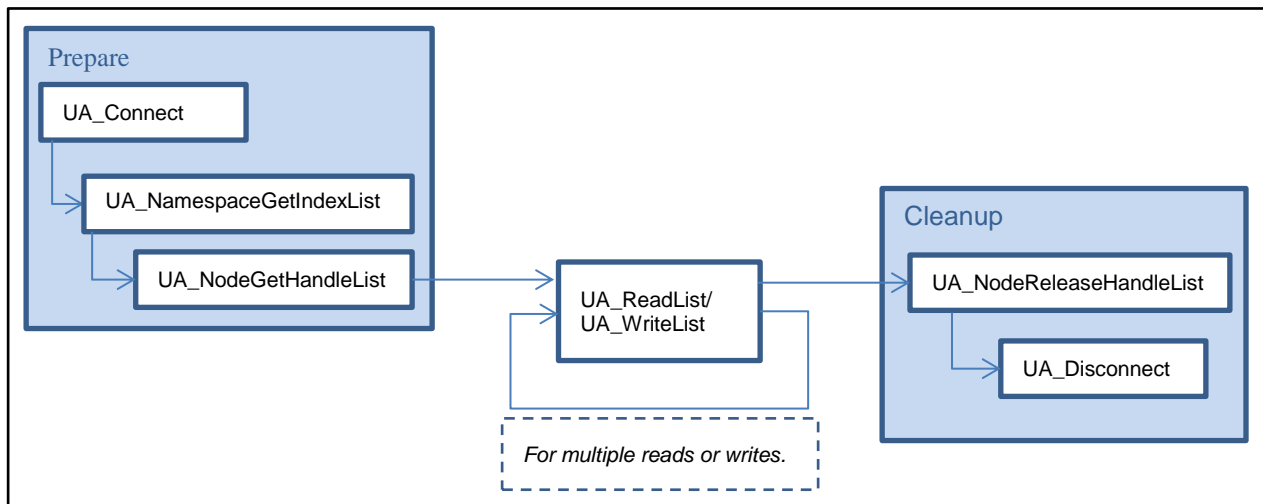 Prepare
UA_Connect
UA_NamespaceGetIndexList
UA_NodeGetHandleList
UA_ReadList/
UA_WriteList
For multiple reads or writes.
Cleanup
UA_NodeReleaseHandleList
UA_Disconnect